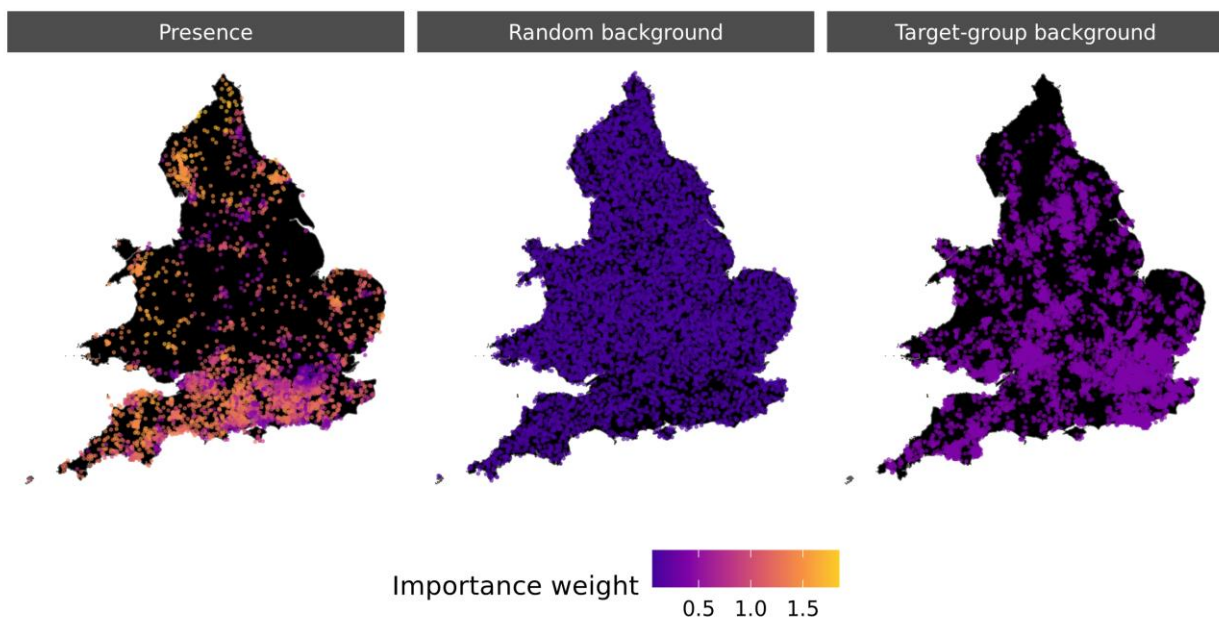 Presence
Random background
Target-group background
Importance weight
0.5 1.0 1.5